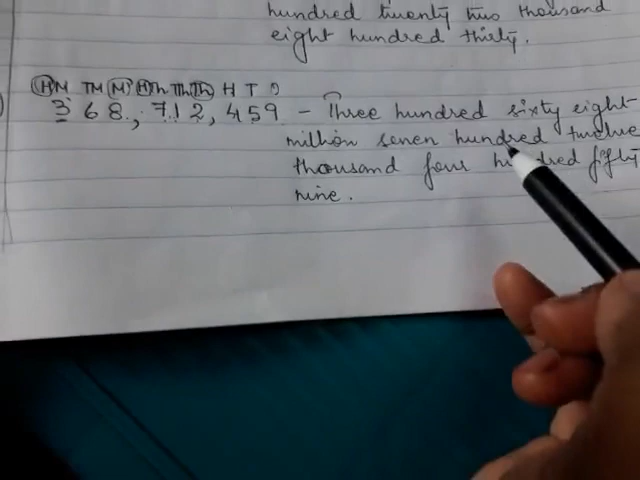 hundred twenty two thousand
eight hundred thirty.
HM TM M HTh TTh Th H T O
) 368,712,459 - Three hundred sixty eight
million seven hundred twelve
thousand four hundred fifty
nine.